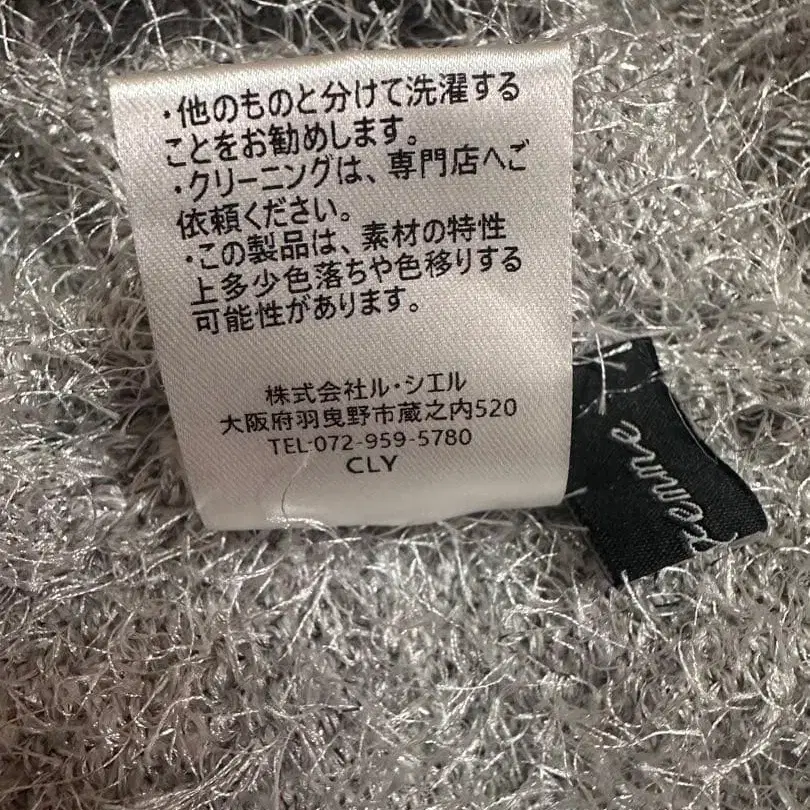 ・他のものと分けて洗濯する
ことをお勧めします。
・クリーニングは、専門店へご
依頼ください。
・この製品は、素材の特性
上多少色落ちや色移りする
可能性があります。
株式会社ル・シエル
大阪府羽曳野市蔵之内520
TEL-072-959-5780
CLY
Femme